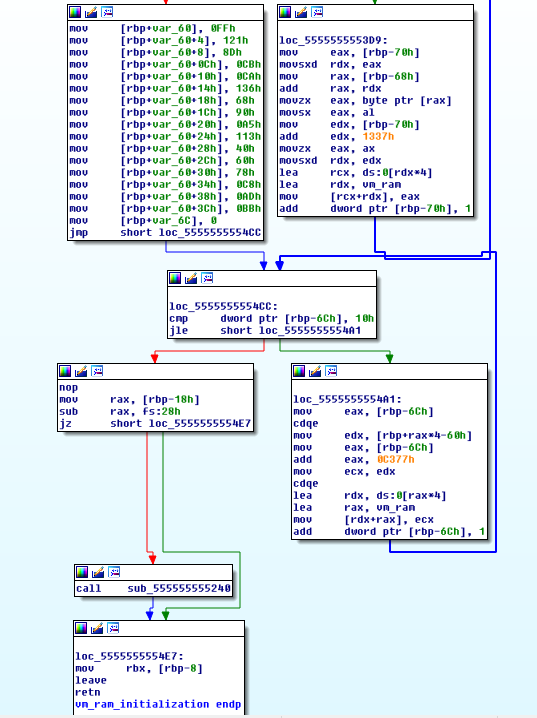 mov [rbp+var_60], 0FFh
mov [rbp+var_60+4], 121h
mov [rbp+var_60+8], 8Dh
mov [rbp+var_60+0Ch], 0CBh
mov [rbp+var_60+10h], 0CAh
mov [rbp+var_60+14h], 136h
mov [rbp+var_60+18h], 68h
mov [rbp+var_60+1Ch], 90h
mov [rbp+var_60+20h], 0A5h
mov [rbp+var_60+24h], 113h
mov [rbp+var_60+28h], 40h
mov [rbp+var_60+2Ch], 60h
mov [rbp+var_60+30h], 78h
mov [rbp+var_60+34h], 0C8h
mov [rbp+var_60+38h], 0ADh
mov [rbp+var_60+3Ch], 0BBh
mov [rbp+var_6C], 0
jmp short loc_5555555554CC
loc_5555555553D9:
mov eax, [rbp-70h]
movsxd rdx, eax
mov rax, [rbp-68h]
add rax, rdx
movzx eax, byte ptr [rax]
movsx eax, al
mov edx, [rbp-70h]
add edx, 1337h
movzx eax, ax
movsxd rdx, edx
lea rcx, ds:0[rdx*4]
lea rdx, vm_ram
mov [rcx+rdx], eax
add dword ptr [rbp-70h], 1
loc_5555555554CC:
cmp dword ptr [rbp-6Ch], 10h
jle short loc_5555555554A1
nop
mov rax, [rbp-18h]
sub rax, fs:28h
jz short loc_5555555554E7
loc_5555555554A1:
mov eax, [rbp-6Ch]
cdqe
mov edx, [rbp+rax*4-60h]
mov eax, [rbp-6Ch]
add eax, 0C377h
mov ecx, edx
cdqe
lea rdx, ds:0[rax*4]
lea rax, vm_ram
mov [rdx+rax], ecx
add dword ptr [rbp-6Ch], 1
call sub_555555555240
loc_5555555554E7:
mov rbx, [rbp-8]
leave
retn
vm_ram_initialization endp